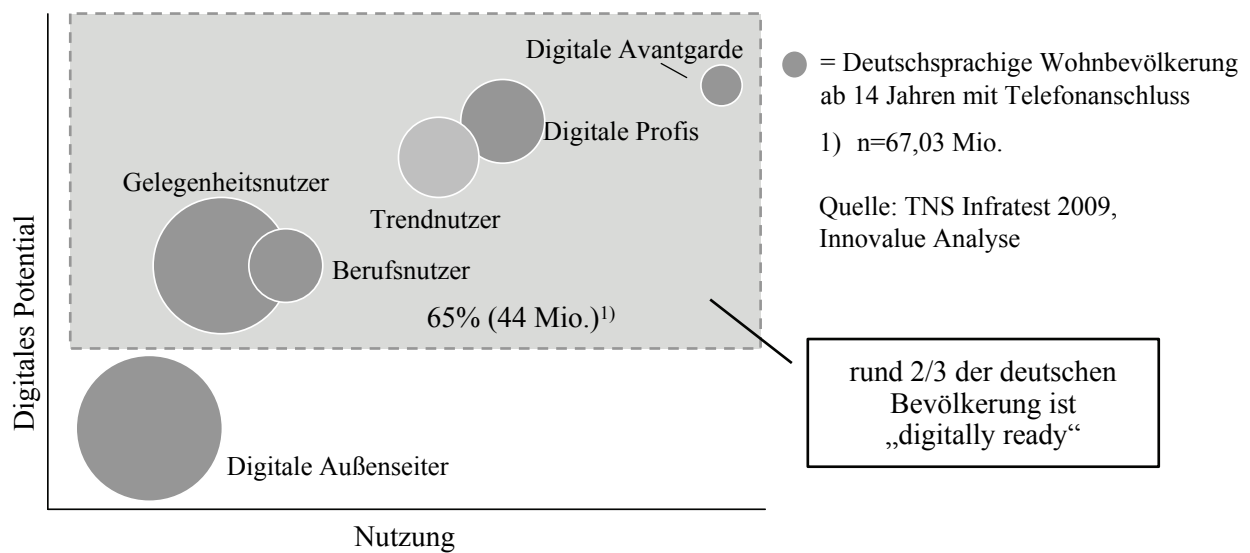 Digitale Avantgarde
Digitale Profis
Gelegenheitsnutzer
Trendnutzer
Berufsnutzer
65% (44 Mio.)1)
Digitale Außenseiter
Digitales Potential
Nutzung
= Deutschsprachige Wohnbevölkerung
ab 14 Jahren mit Telefonanschluss
1) n=67,03 Mio.
Quelle: TNS Infratest 2009,
Innovalue Analyse
rund 2/3 der deutschen
Bevölkerung ist
„digitally ready“